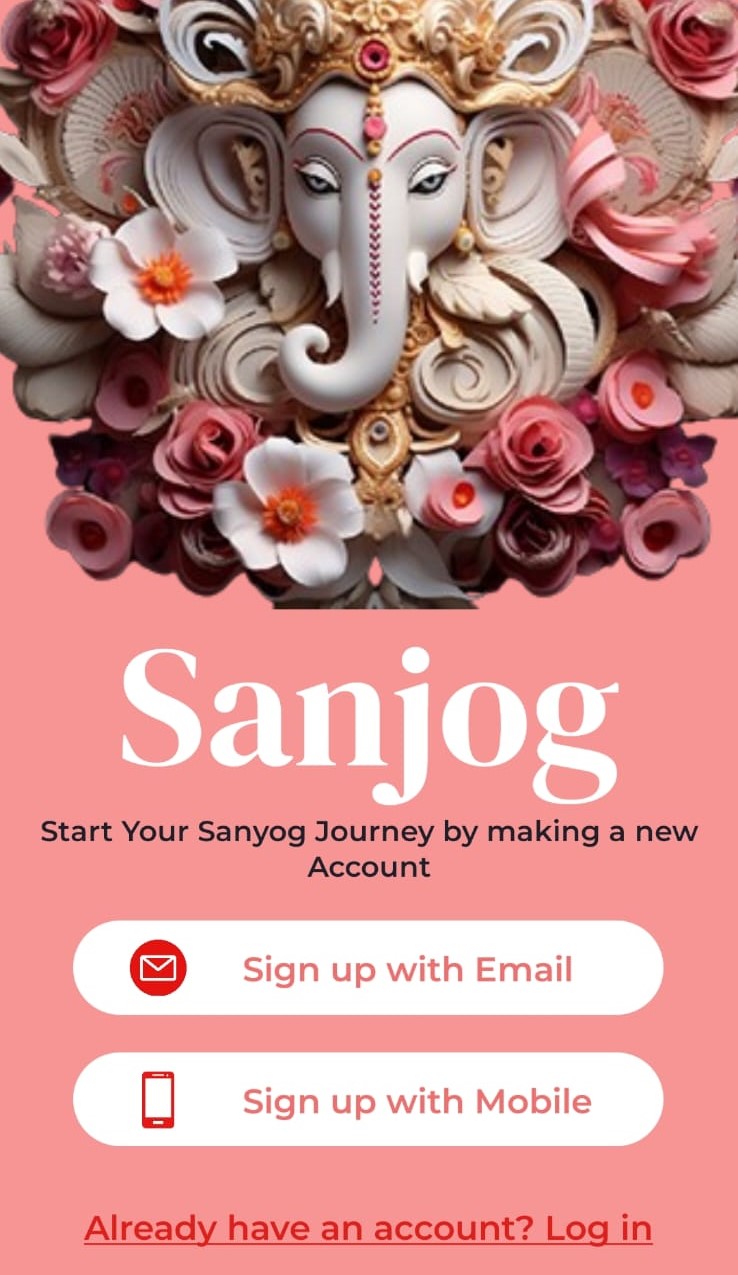 Sanjog
Start Your Sanyog Journey by making a new
Account
Sign up with Email
Sign up with Mobile
Already have an account? Log in